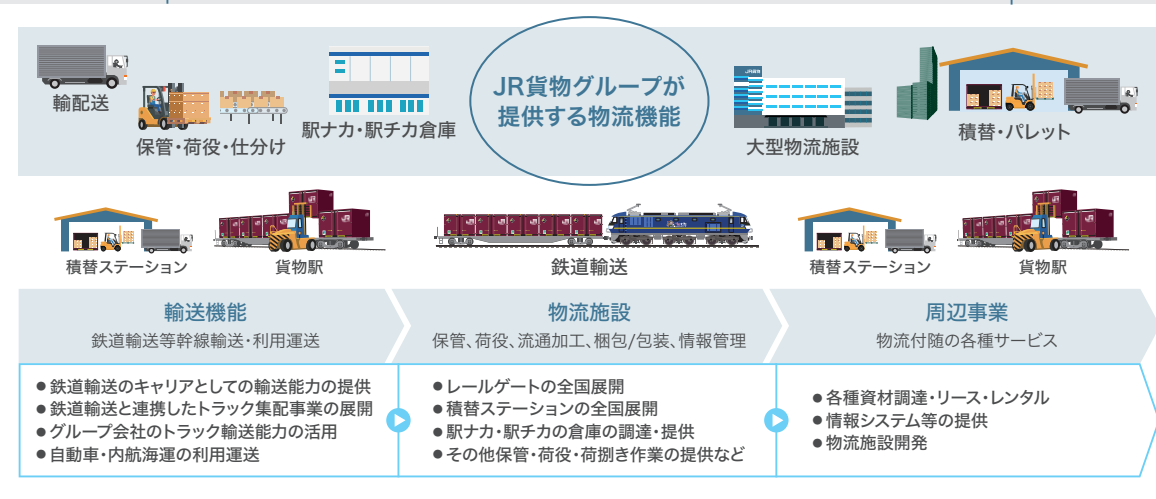 JR貨物グループが
提供する物流機能
輸配送
保管・荷役・仕分け
駅ナカ・駅チカ倉庫
大型物流施設
積替・パレット
積替ステーション
貨物駅
鉄道輸送
積替ステーション
貨物駅
輸送機能
鉄道輸送等幹線輸送・利用運送
物流施設
保管、荷役、流通加工、梱包/包装、情報管理
周辺事業
物流付随の各種サービス
●鉄道輸送のキャリアとしての輸送能力の提供
●鉄道輸送と連携したトラック集配事業の展開
●グループ会社のトラック輸送能力の活用
●自動車・内航海運の利用運送
●レールゲートの全国展開
●積替ステーションの全国展開
●駅ナカ・駅チカの倉庫の調達・提供
●その他保管・荷役・荷捌き作業の提供など
●各種資材調達・リース・レンタル
●情報システム等の提供
●物流施設開発